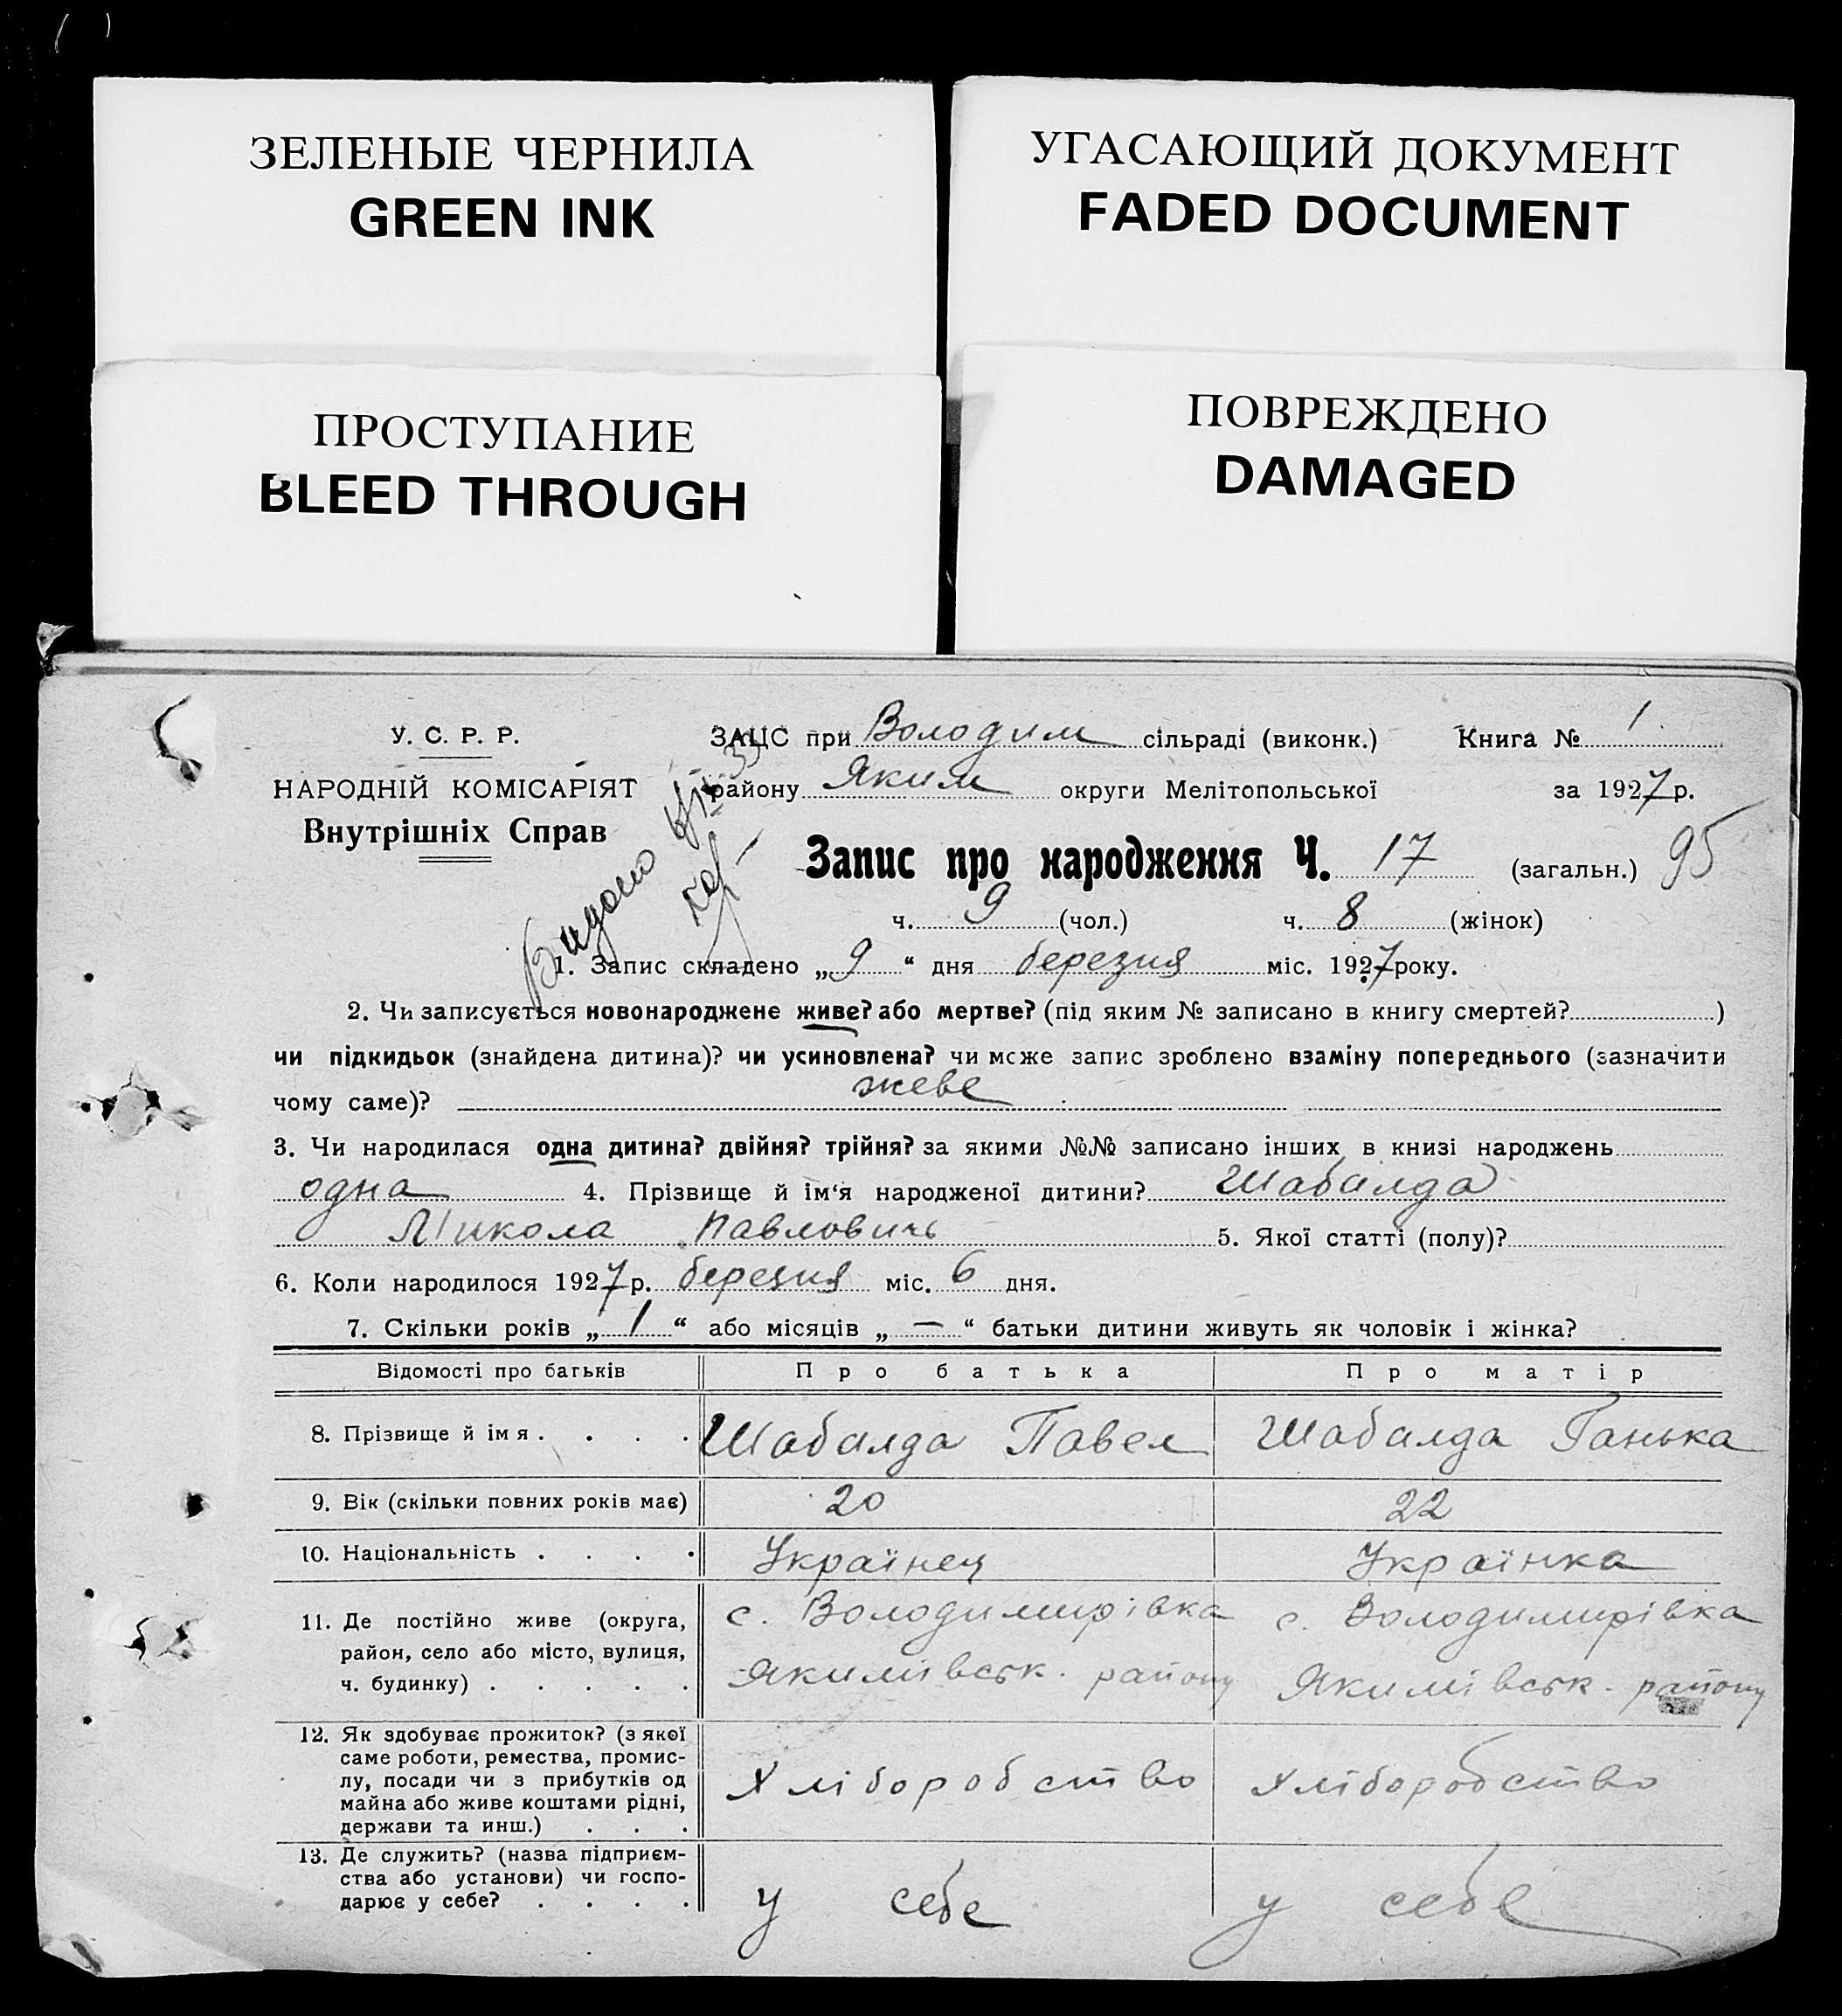 ЗЕЛЕНЫЕ ЧЕРНИЛА
GREEN INK
УГАСАЮЩИЙ ДОКУМЕНТ
FADED DOCUMENT
ПРОСТУПАНИЕ
BLEED THROUGH
ПОВРЕЖДЕНО
DAMAGED
У. С. Р. Р.
НАРОДНІЙ КОМІСАРІЯТ
Внутрішніх Справ
ЗАЦС при Володим сільраді (виконк.) Книга № 1
району Яким округи Мелітопольської за 1927 р.
Видано
Запис про народження Ч. 17 (загальн.) 95
ч. 9 (чол.) ч. 8 (жінок)
1. Запис складено „9“ дня березня міс. 1927 року.
2. Чи записується новонароджене живе? або мертве? (під яким № записано в книгу смертей? )
чи підкидьок (знайдена дитина)? чи усиновлена? чи може запис зроблено взаміну попереднього (зазначити
чому саме)? жеве
3. Чи народилася одна дитина? двійня? трійня? за якими №№ записано інших в книзі народжень
одна 4. Прізвище й ім‘я народженої дитини? Шабалда
Микола Павлович 5. Якої статті (полу)?
6. Коли народилося 1927 р. березня міс. 6 дня.
7. Скільки років „1“ або місяців „—“ батьки дитини живуть як чоловік і жінка?
Відомості про батьків Про батька Про матір
8. Прізвище й імя . . . . Шабалда Павел Шабалда Ганька
9. Вік (скільки повних років має) 20 22
10. Національність . . . . Українец Українка
11. Де постійно живе (округа,
район, село або місто, вулиця,
ч. будинку) . . . . .
с. Володимирівка
Якимівськ. району
с. Володимирівка
Якимівськ. району
12. Як здобуває прожиток? (з якої
саме роботи, ремества, промис-
лу, посади чи з прибутків од
майна або живе коштами рідні,
держави та инш.) . . .
Хліборобство Хліборобство
13. Де служить? (назва підприєм-
ства або установи) чи госпо-
дарює у себе? . . . .
у себе у себе